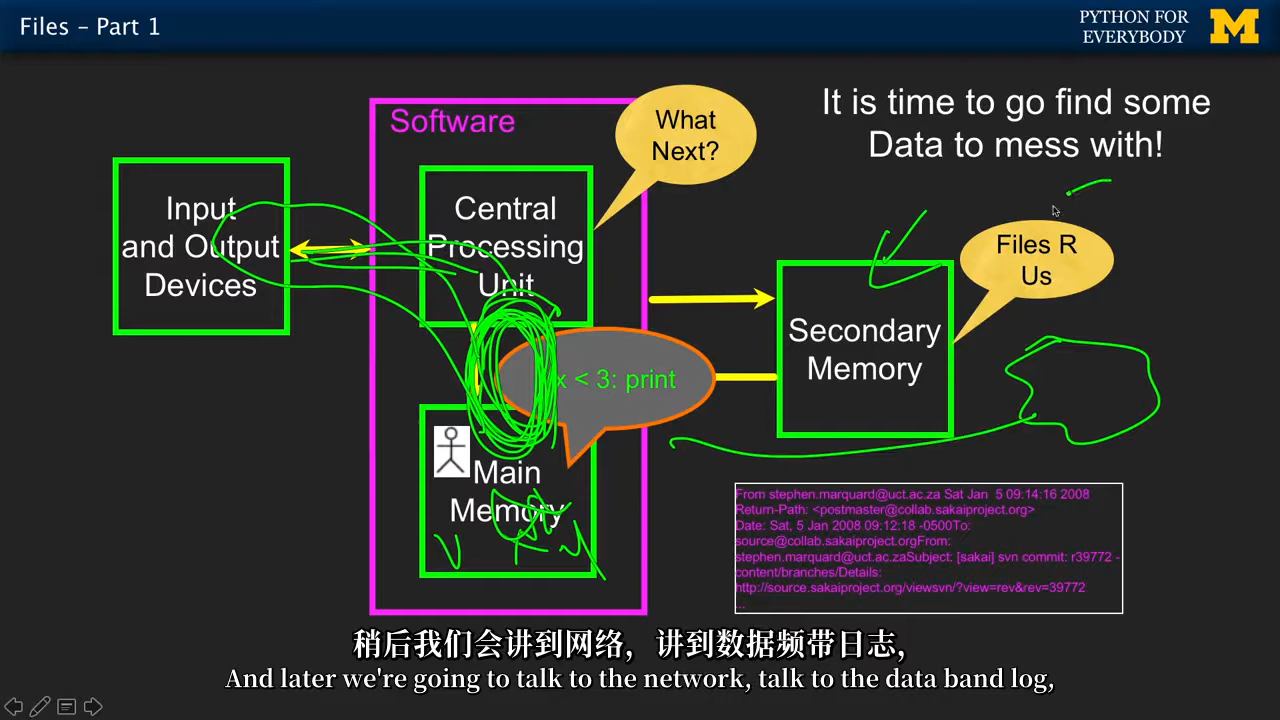 Files – Part 1
PYTHON FOR
EVERYBODY
Software
What
Next?
It is time to go find some
Data to mess with!
Input
and Output
Devices
Central
Processing
Unit
Files R
Us
Secondary
Memory
x < 3: print
Main
Memory
From stephen.marquard@uct.ac.za Sat Jan  5 09:14:16 2008
Return-Path: <postmaster@collab.sakaiproject.org>
Date: Sat, 5 Jan 2008 09:12:18 -0500To:
source@collab.sakaiproject.orgFrom:
stephen.marquard@uct.ac.zaSubject: [sakai] svn commit: r39772 -
content/branches/Details:
http://source.sakaiproject.org/viewsvn/?view=rev&rev=39772
...
稍后我们会讲到网络，讲到数据频带日志，
And later we're going to talk to the network, talk to the data band log,